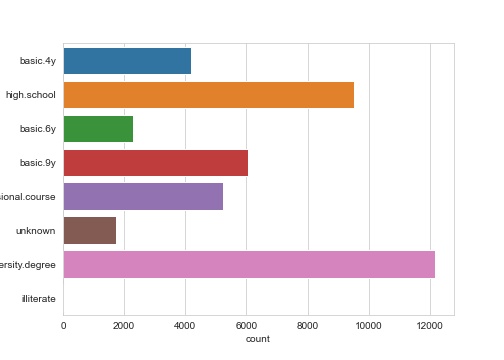 basic.4y
high.school
basic.6y
basic.9y
sional.course
unknown
ersity.degree
illiterate
0 2000 4000 6000 8000 10000 12000
count